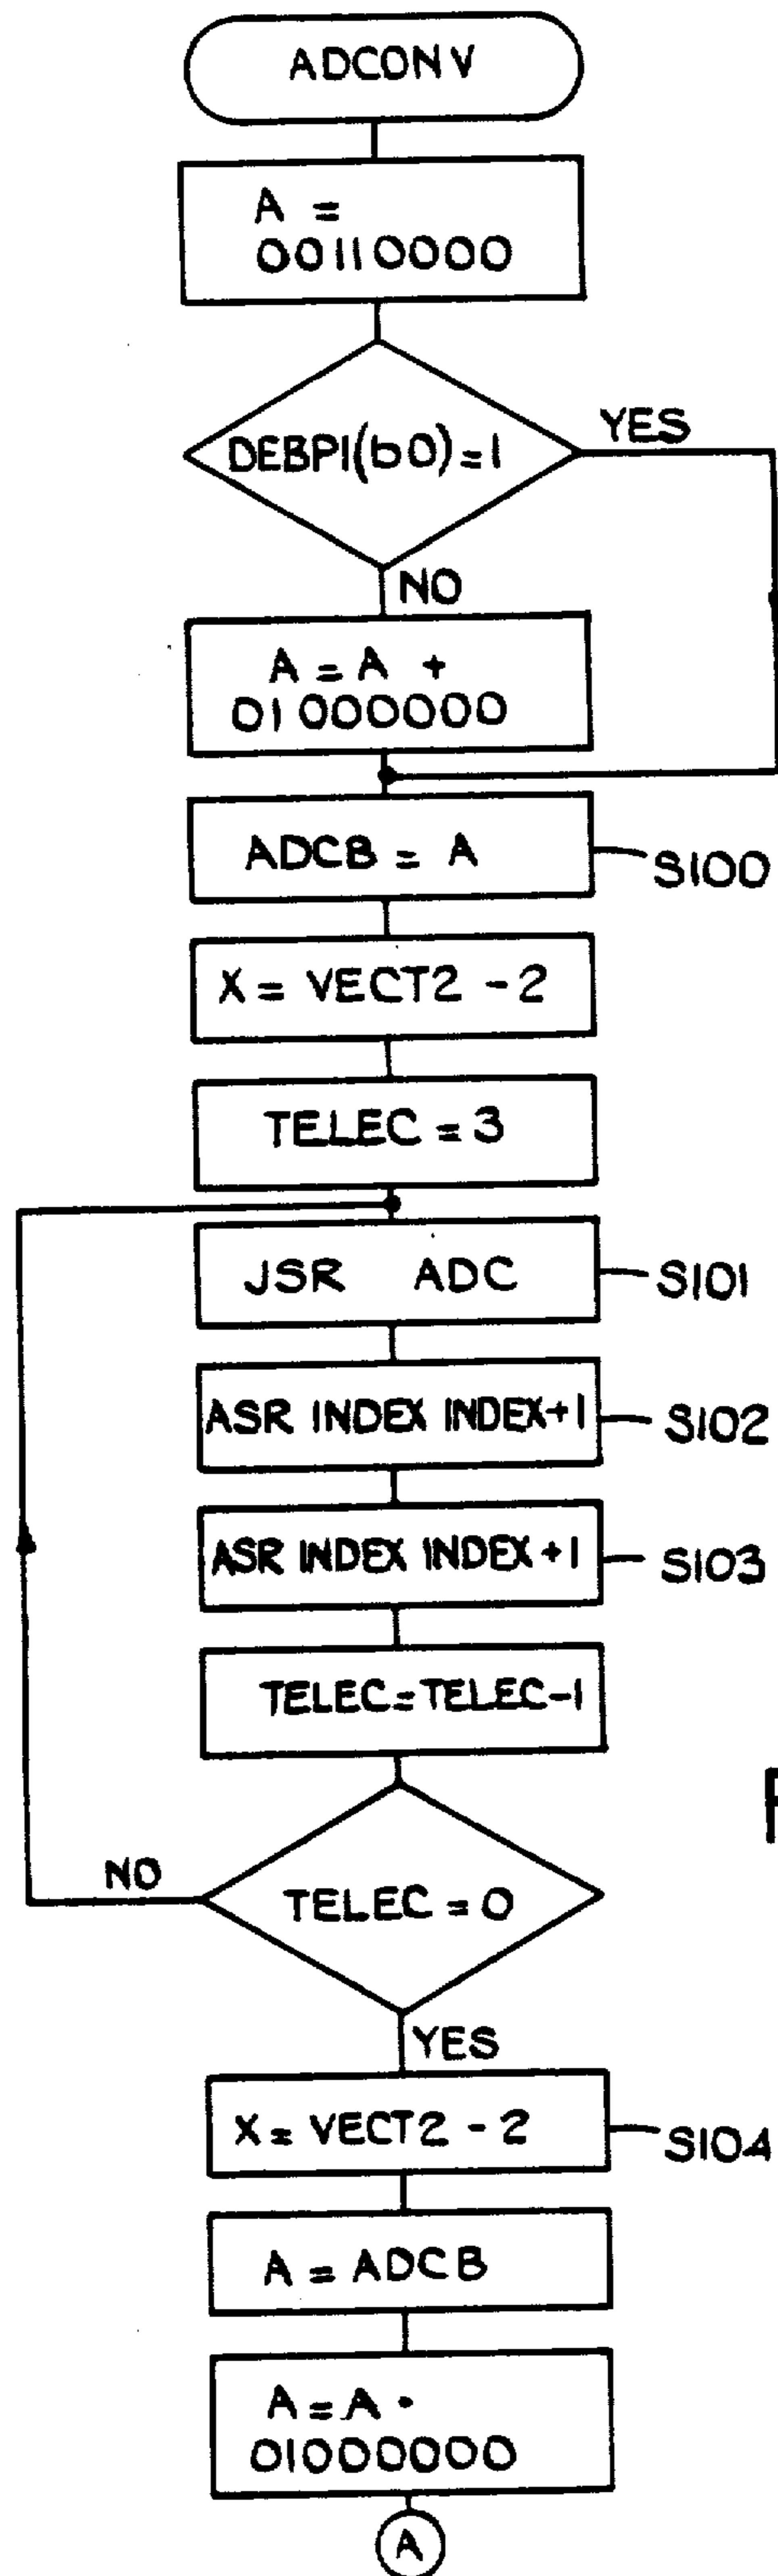 ADCONV
A =
00110000
DEBPI(b0)=1
YES
NO
A = A +
01000000
ADCB = A
S100
X = VECT2 - 2
TELEC = 3
JSR ADC
S101
ASR INDEX INDEX+1
S102
ASR INDEX INDEX+1
S103
TELEC=TELEC-1
TELEC = 0
NO
YES
X = VECT2 - 2
S104
A = ADCB
A = A •
01000000
A